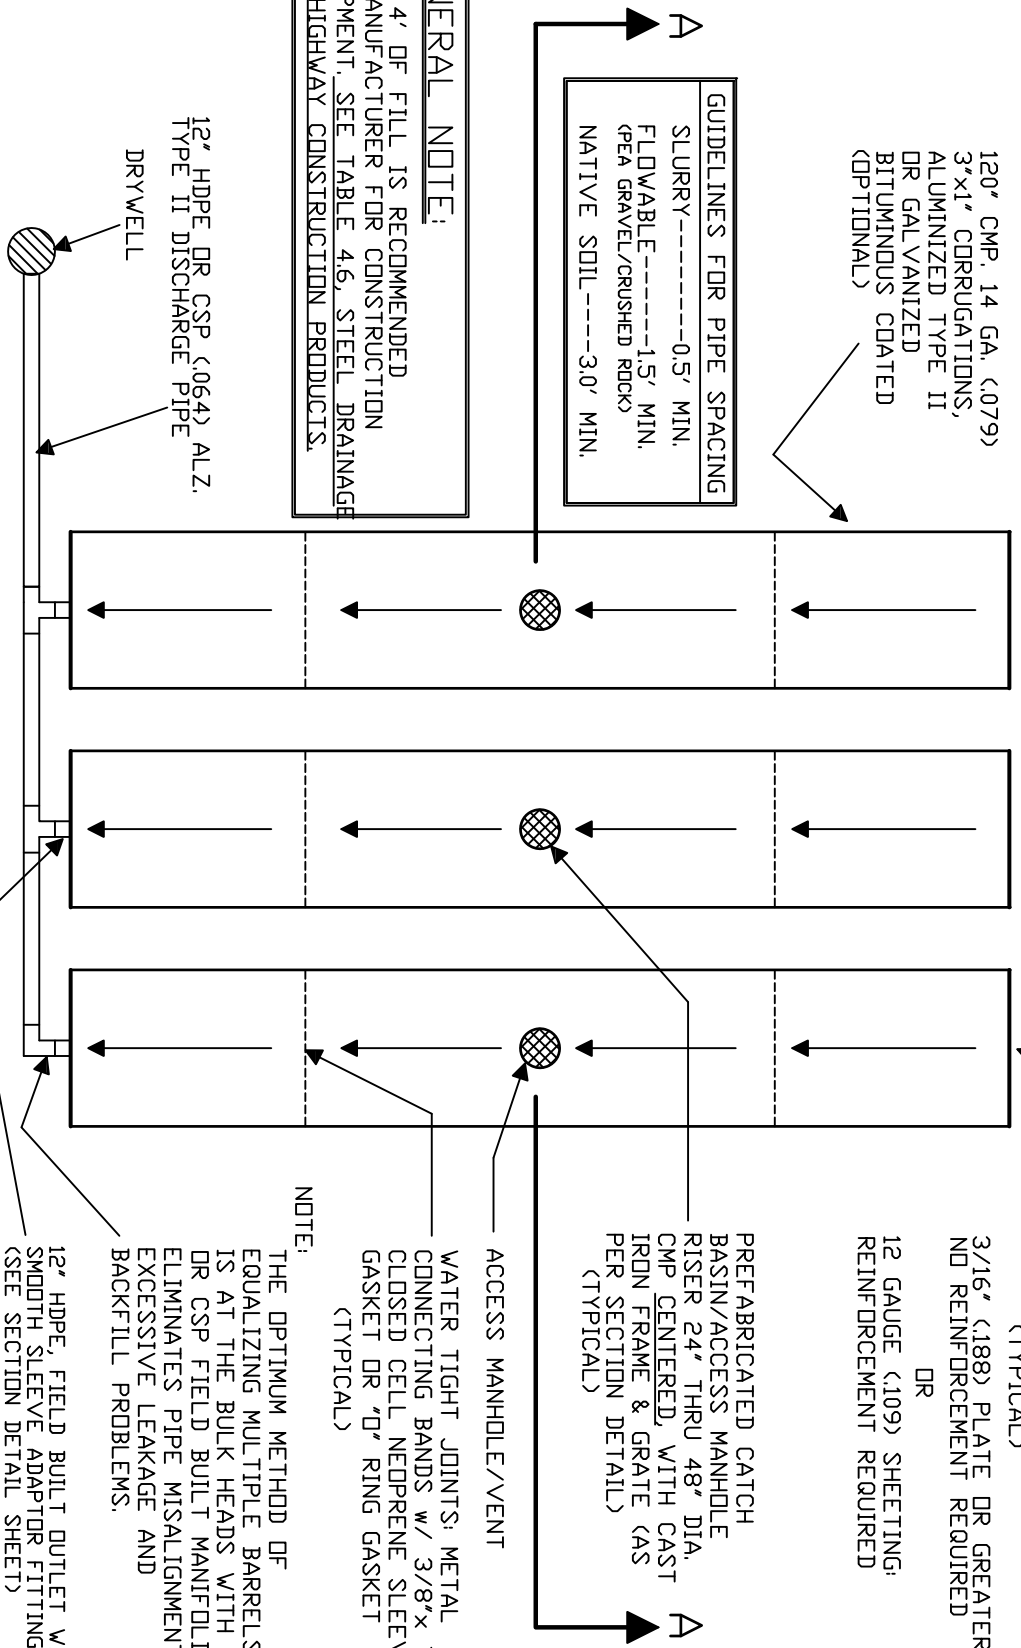 120" CMP. 14 GA. (.079)
3"x1" CORRUGATIONS,
ALUMINIZED TYPE II
OR GALVANIZED
BITUMINOUS COATED
(OPTIONAL)
A
GUIDELINES FOR PIPE SPACING
SLURRY--------0.5' MIN.
FLOWABLE------1.5' MIN.
(PEA GRAVEL/CRUSHED ROCK)
NATIVE SOIL----3.0' MIN.
NERAL NOTE:
4' OF FILL IS RECOMMENDED
ANUFACTURER FOR CONSTRUCTION
PMENT. SEE TABLE 4.6, STEEL DRAINAGE
HIGHWAY CONSTRUCTION PRODUCTS.
12" HDPE OR CSP (.064) ALZ.
TYPE II DISCHARGE PIPE
DRYWELL
(TYPICAL)
3/16" (.188) PLATE OR GREATER
NO REINFORCEMENT REQUIRED
OR
12 GAUGE (.109) SHEETING:
REINFORCEMENT REQUIRED
PREFABRICATED CATCH
BASIN/ACCESS MANHOLE
RISER 24" THRU 48" DIA.
CMP CENTERED, WITH CAST
IRON FRAME & GRATE (AS
PER SECTION DETAIL)
(TYPICAL)
A
ACCESS MANHOLE/VENT
WATER TIGHT JOINTS: METAL
CONNECTING BANDS w/ 3/8"x
CLOSED CELL NEOPRENE SLEEV
GASKET OR "O" RING GASKET
(TYPICAL)
NOTE:
THE OPTIMUM METHOD OF
EQUALIZING MULTIPLE BARRELS
IS AT THE BULK HEADS WITH
OR CSP FIELD BUILT MANIFOL
ELIMINATES PIPE MISALIGNMEN
EXCESSIVE LEAKAGE AND
BACKFILL PROBLEMS.
12" HDPE, FIELD BUILT OUTLET W
SMOOTH SLEEVE ADAPTOR FITTING
(SEE SECTION DETAIL SHEET)